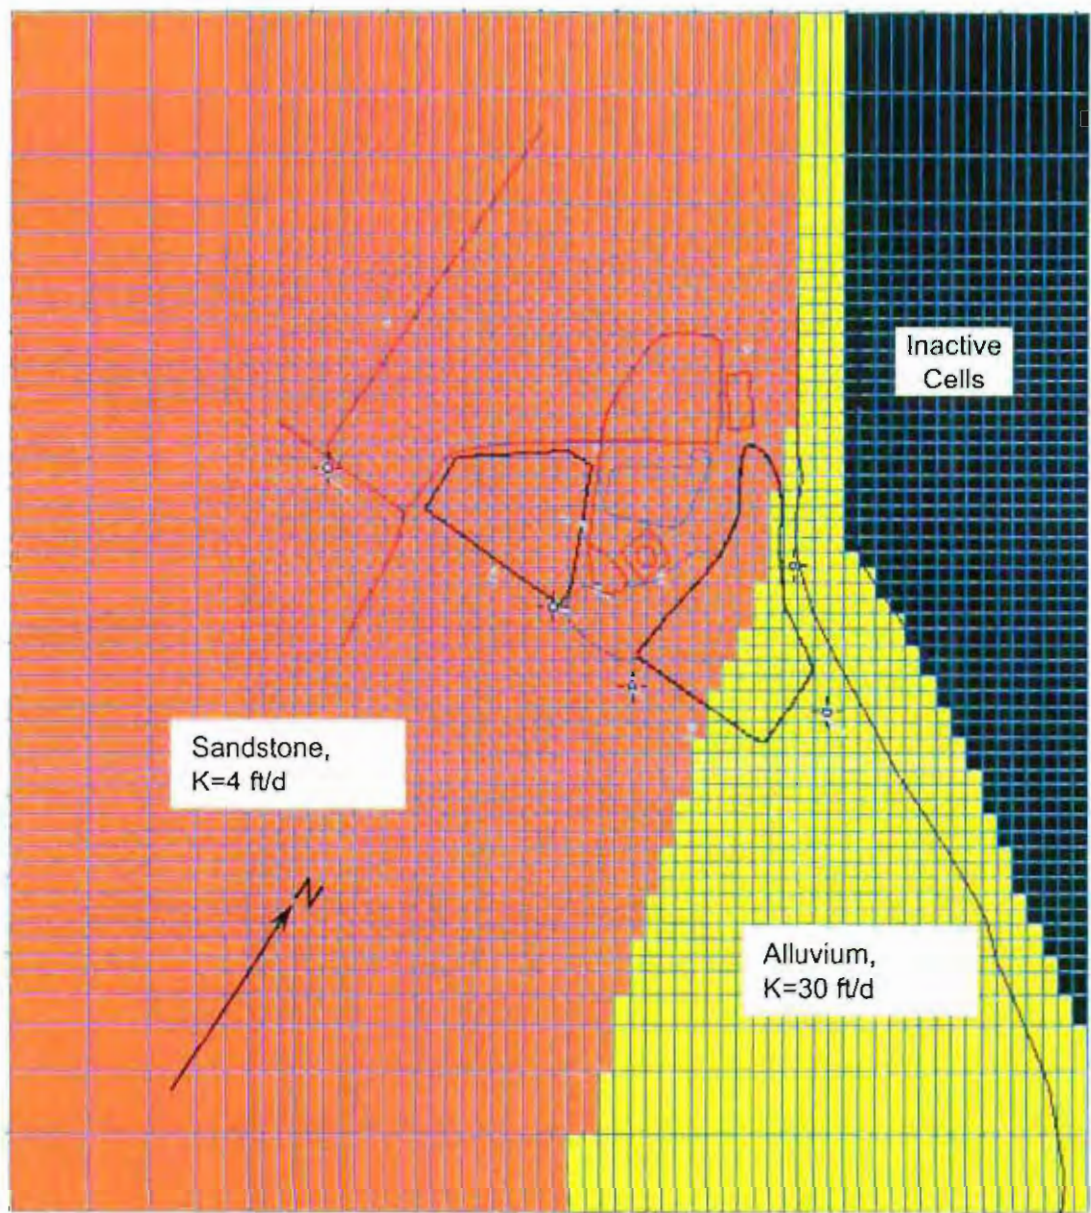 Inactive
Cells
Sandstone,
K=4 ft/d
N
Alluvium,
K=30 ft/d